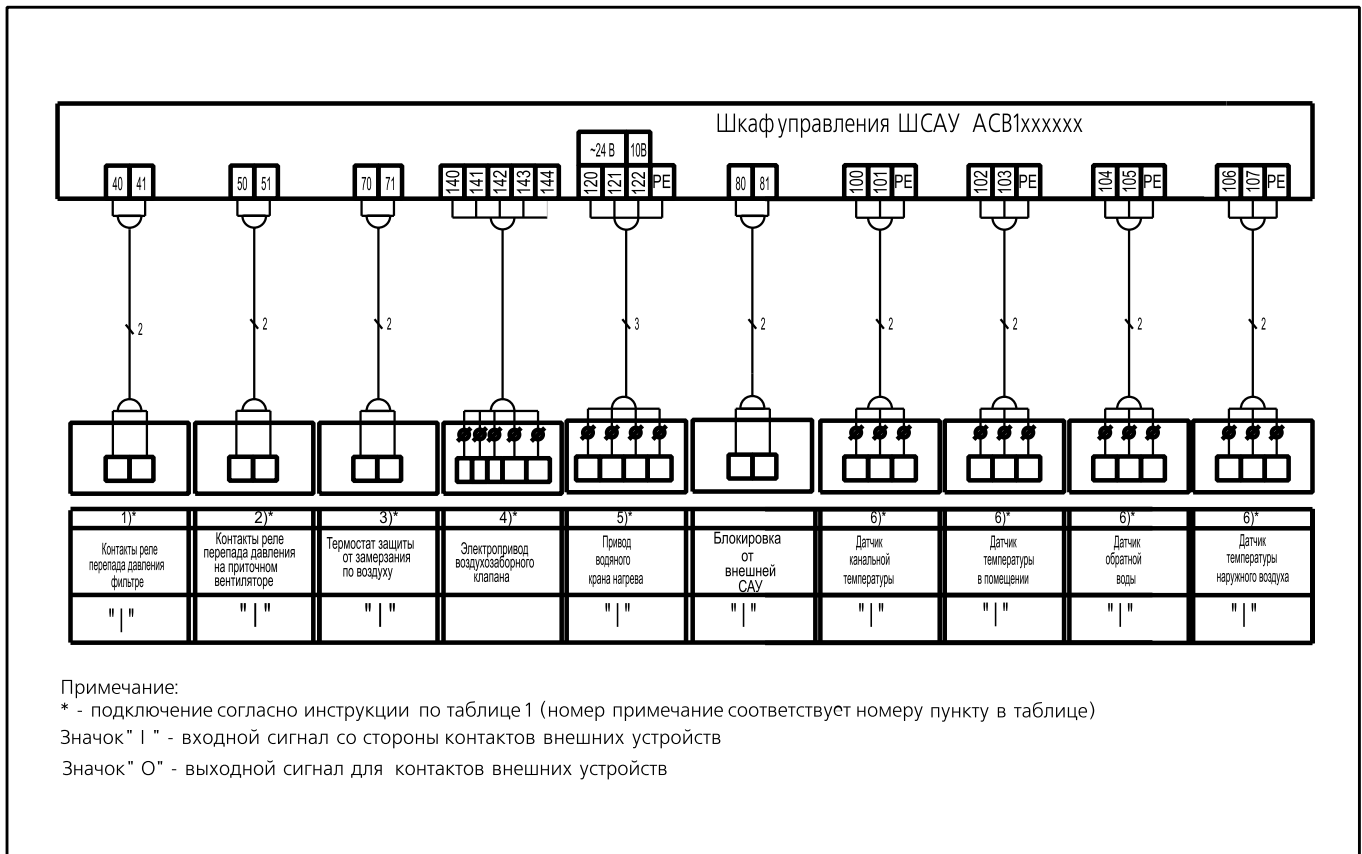 Шкаф управления ШСАУ АСВ1хххххх
~24 В 10В
40 41 50 51 70 71 140 141 142 143 144 120 121 122 PE 80 81 100 101 PE 102 103 PE 104 105 PE 106 107 PE
2 2 2 3 2 2 2 2 2
1)* 2)* 3)* 4)* 5)* 6)* 6)* 6)* 6)*
Контакты реле
перепада давления
фильтре
Контакты реле
перепада давления
на приточном
вентиляторе
Термостат защиты
от замерзания
по воздуху
Электропривод
воздухозаборного
клапана
Привод
водяного
крана нагрева
Блокировка
от
внешней
САУ
Датчик
канальной
температуры
Датчик
температуры
в помещении
Датчик
обратной
воды
Датчик
температуры
наружного воздуха
" I " " I " " I " " I " " I " " I " " I " " I " " I "
Примечание:
* - подключение согласно инструкции по таблице 1 (номер примечание соответствует номеру пункту в таблице)
Значок " I " - входной сигнал со стороны контактов внешних устройств
Значок " O" - выходной сигнал для контактов внешних устройств